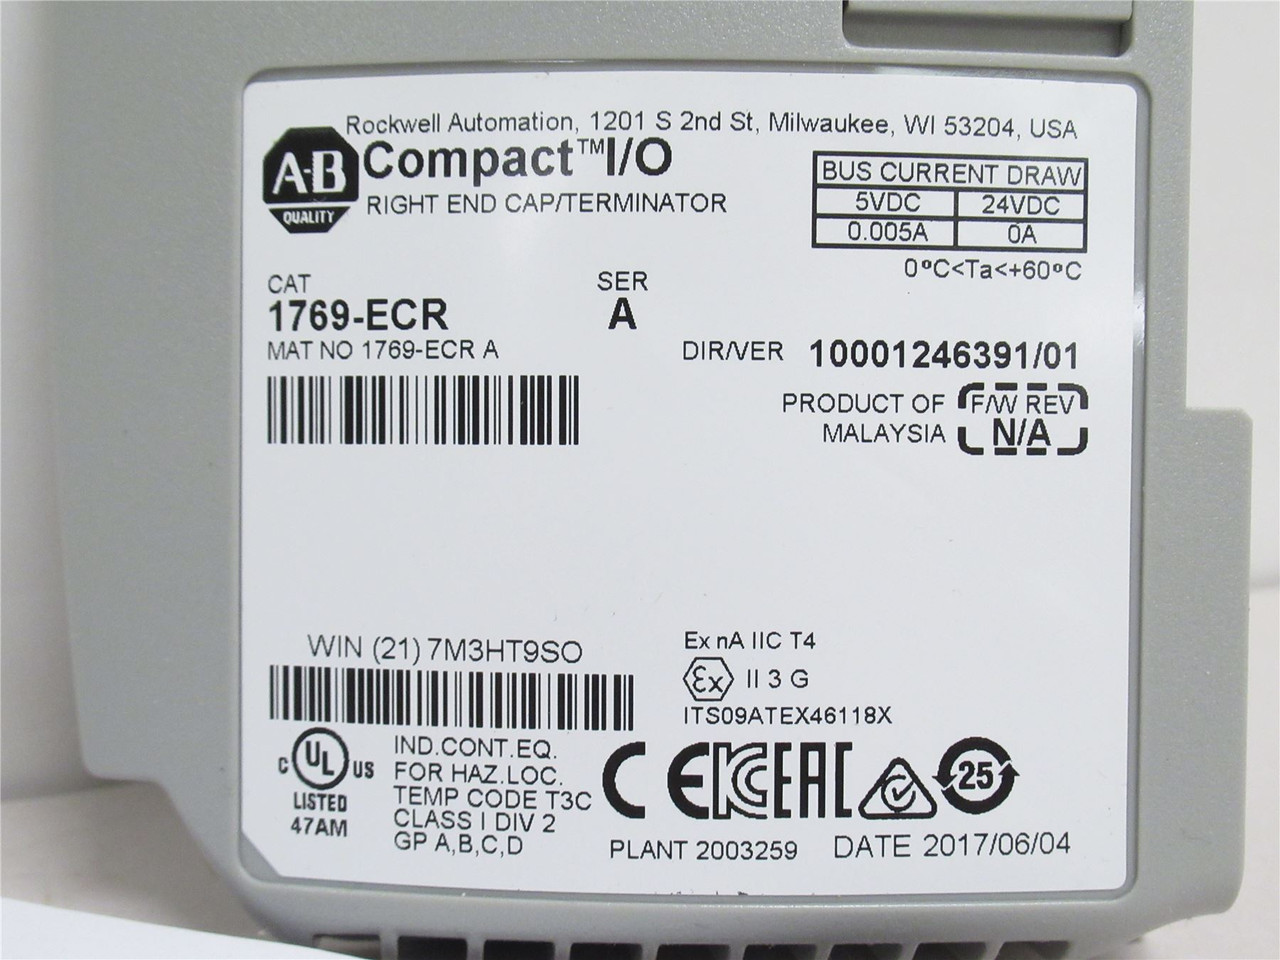 Rockwell Automation, 1201 S 2nd St, Milwaukee, WI 53204, USA
A-B
QUALITY
Compact™I/O
RIGHT END CAP/TERMINATOR
BUS CURRENT DRAW
5VDC 24VDC
0.005A 0A
0°C<Ta<+60°C
CAT
1769-ECR
SER
A
MAT NO 1769-ECR A
DIR/VER 10001246391/01
PRODUCT OF
MALAYSIA
F/W REV
N/A
WIN (21) 7M3HT9SO
Ex nA IIC T4
Ex II 3 G
ITS09ATEX46118X
C UL US
LISTED
47AM
IND.CONT.EQ.
FOR HAZ.LOC.
TEMP CODE T3C
CLASS I DIV 2
GP A,B,C,D
CE KC EAC 25
PLANT 2003259 DATE 2017/06/04